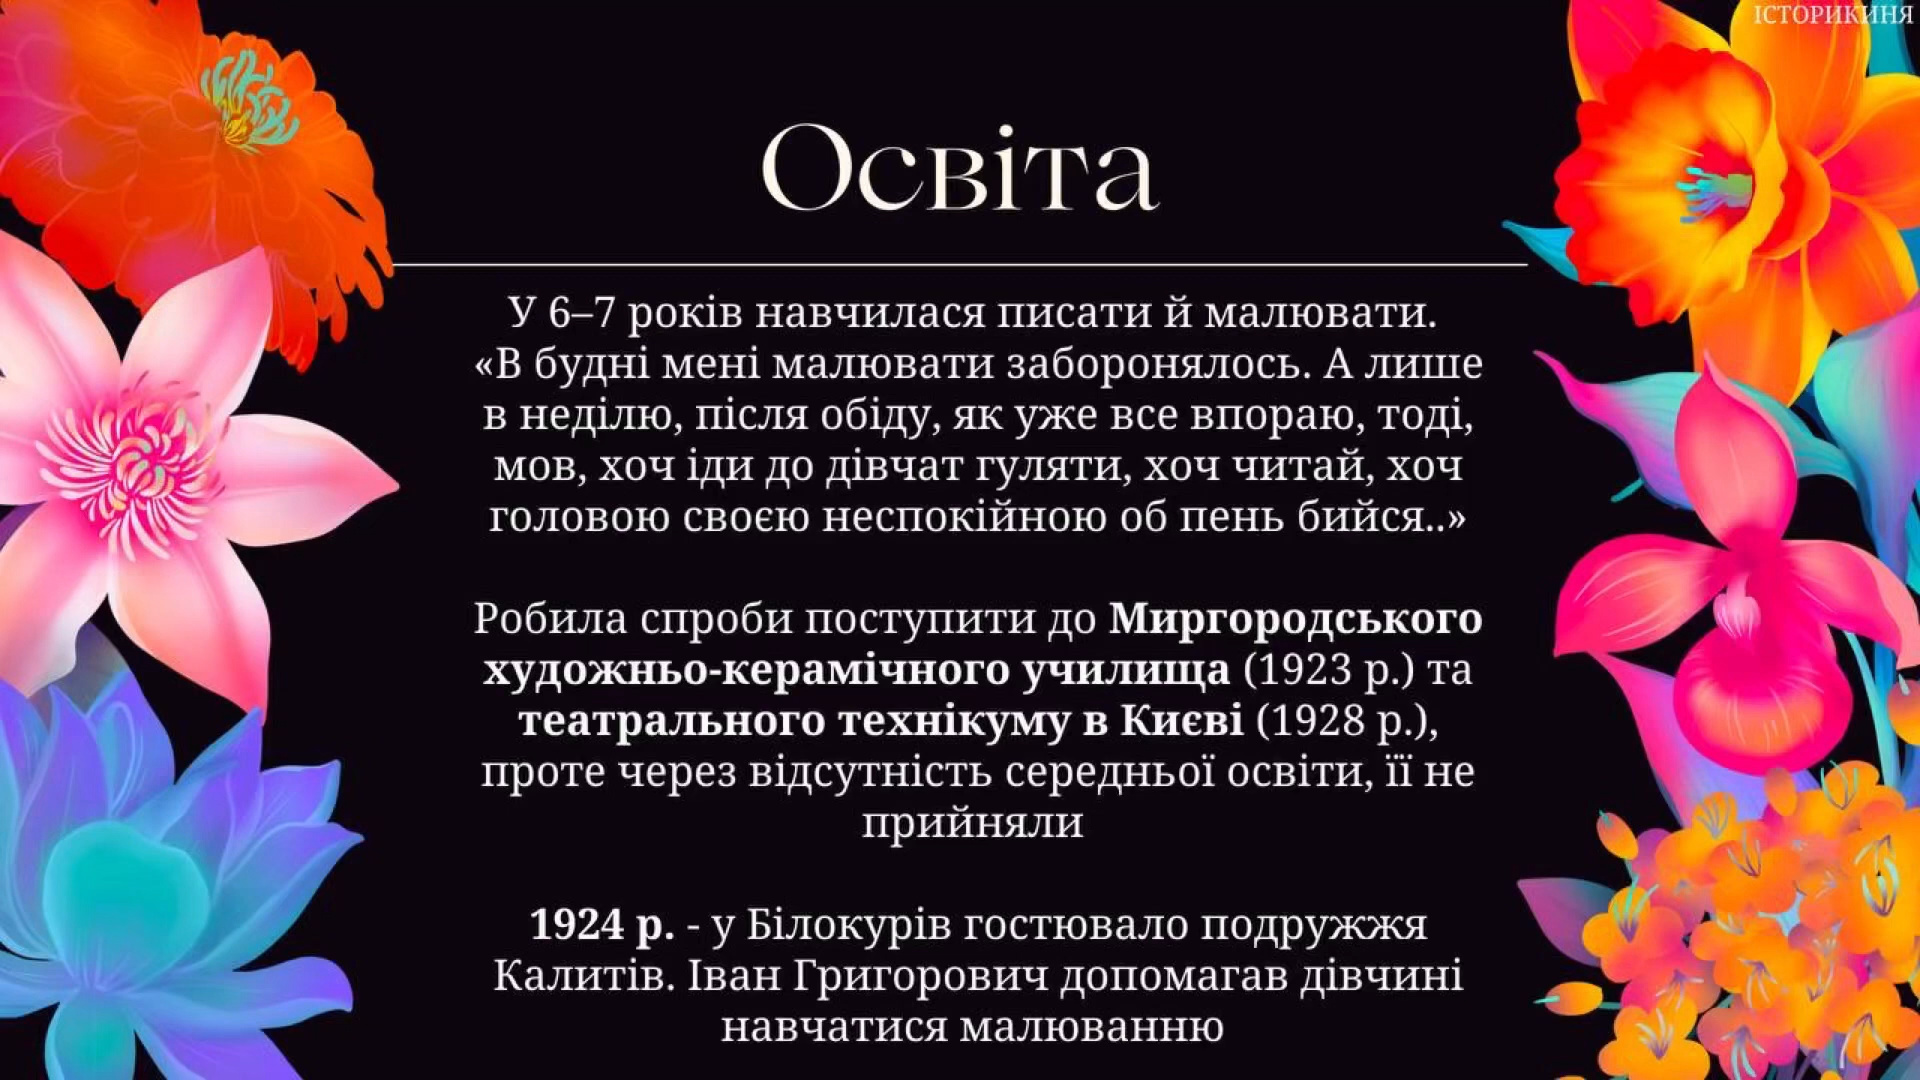 ІСТОРИКИНЯ
Освіта
У 6–7 років навчилася писати й малювати.
«В будні мені малювати заборонялось. А лише
в неділю, після обіду, як уже все впораю, тоді,
мов, хоч іди до дівчат гуляти, хоч читай, хоч
головою своєю неспокійною об пень бийся..»
Робила спроби поступити до Миргородського
художньо-керамічного училища (1923 р.) та
театрального технікуму в Києві (1928 р.),
проте через відсутність середньої освіти, її не
прийняли
1924 р. - у Білокурів гостювало подружжя
Калитів. Іван Григорович допомагав дівчині
навчатися малюванню